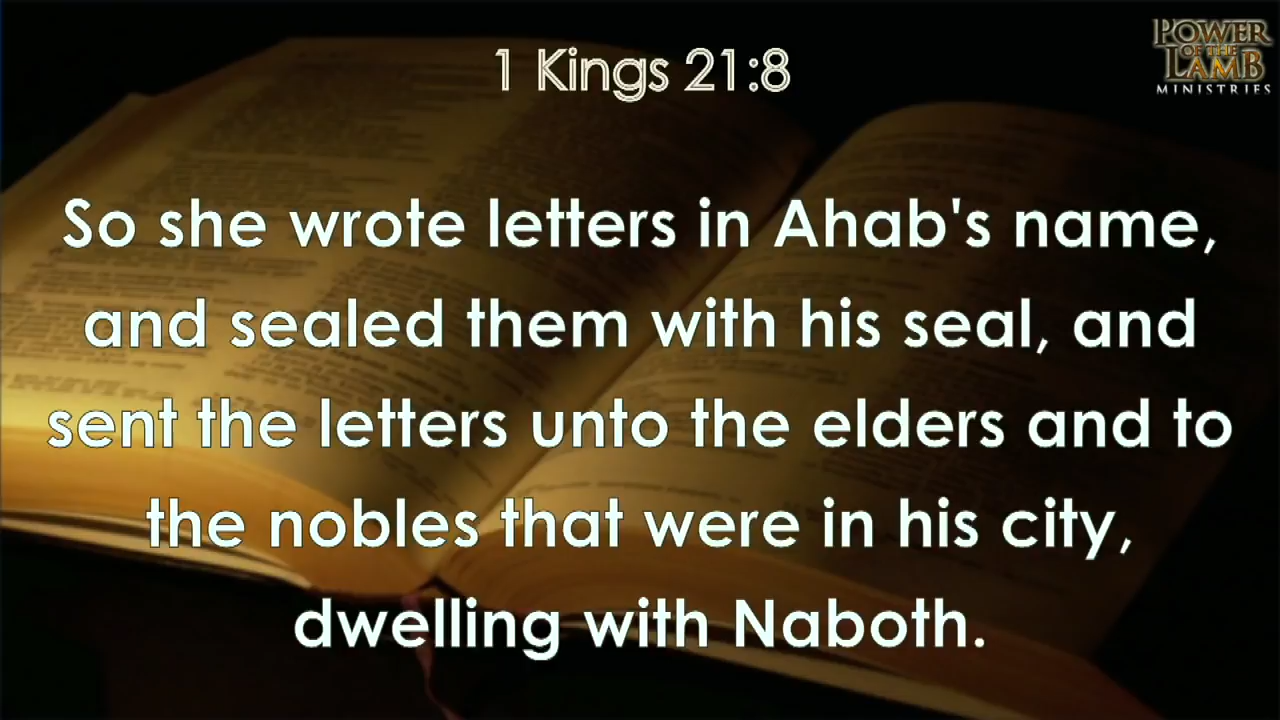 1 Kings 21:8
POWER
OF THE
LAMB
MINISTRIES
So she wrote letters in Ahab's name,
and sealed them with his seal, and
sent the letters unto the elders and to
the nobles that were in his city,
dwelling with Naboth.